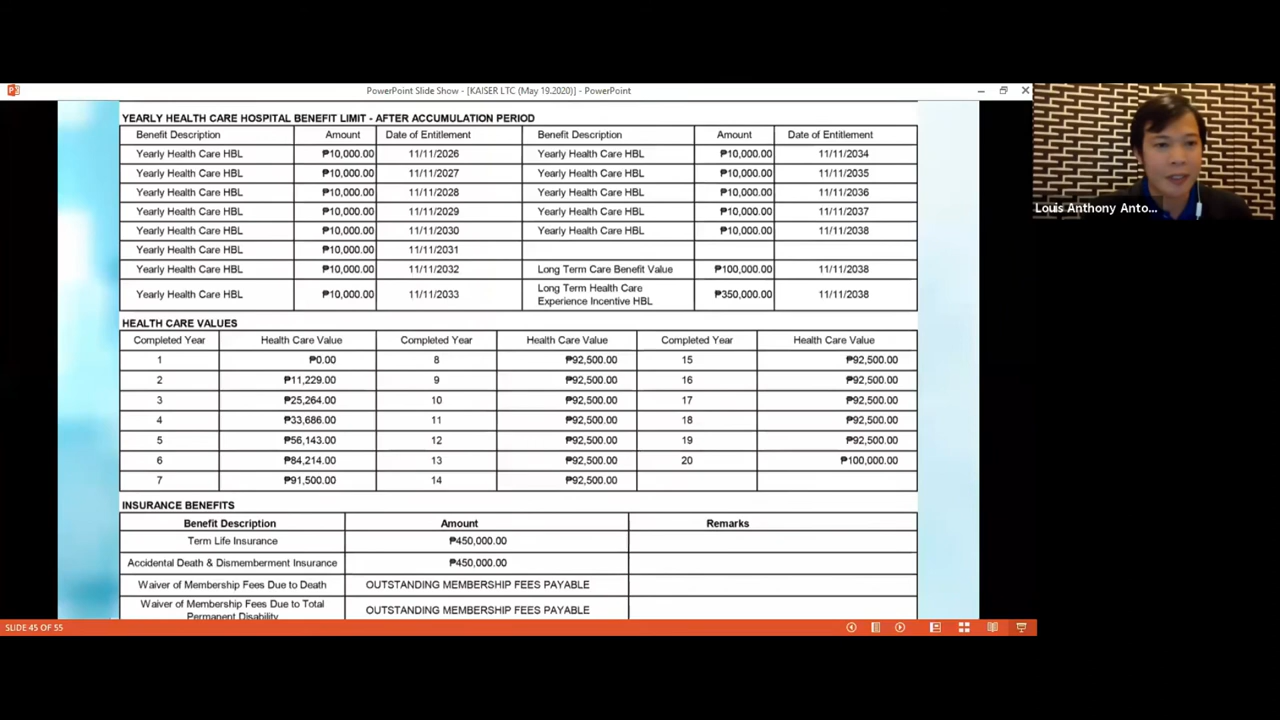 PowerPoint Slide Show - [KAISER LTC (May 19.2020)] - PowerPoint
YEARLY HEALTH CARE HOSPITAL BENEFIT LIMIT - AFTER ACCUMULATION PERIOD
Benefit Description Amount Date of Entitlement Benefit Description Amount Date of Entitlement
Yearly Health Care HBL ₱10,000.00 11/11/2026 Yearly Health Care HBL ₱10,000.00 11/11/2034
Yearly Health Care HBL ₱10,000.00 11/11/2027 Yearly Health Care HBL ₱10,000.00 11/11/2035
Yearly Health Care HBL ₱10,000.00 11/11/2028 Yearly Health Care HBL ₱10,000.00 11/11/2036
Yearly Health Care HBL ₱10,000.00 11/11/2029 Yearly Health Care HBL ₱10,000.00 11/11/2037
Yearly Health Care HBL ₱10,000.00 11/11/2030 Yearly Health Care HBL ₱10,000.00 11/11/2038
Yearly Health Care HBL ₱10,000.00 11/11/2031
Yearly Health Care HBL ₱10,000.00 11/11/2032 Long Term Care Benefit Value ₱100,000.00 11/11/2038
Yearly Health Care HBL ₱10,000.00 11/11/2033 Long Term Health Care
Experience Incentive HBL ₱350,000.00 11/11/2038
HEALTH CARE VALUES
Completed Year Health Care Value Completed Year Health Care Value Completed Year Health Care Value
1 ₱0.00 8 ₱92,500.00 15 ₱92,500.00
2 ₱11,229.00 9 ₱92,500.00 16 ₱92,500.00
3 ₱25,264.00 10 ₱92,500.00 17 ₱92,500.00
4 ₱33,686.00 11 ₱92,500.00 18 ₱92,500.00
5 ₱56,143.00 12 ₱92,500.00 19 ₱92,500.00
6 ₱84,214.00 13 ₱92,500.00 20 ₱100,000.00
7 ₱91,500.00 14 ₱92,500.00
INSURANCE BENEFITS
Benefit Description Amount Remarks
Term Life Insurance ₱450,000.00
Accidental Death & Dismemberment Insurance ₱450,000.00
Waiver of Membership Fees Due to Death OUTSTANDING MEMBERSHIP FEES PAYABLE
Waiver of Membership Fees Due to Total
Permanent Disability OUTSTANDING MEMBERSHIP FEES PAYABLE
SLIDE 45 OF 55
Louis Anthony Anto...